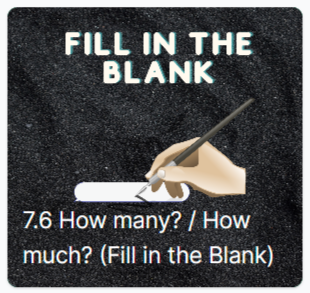 FILL IN THE
BLANK
7.6 How many? / How
much? (Fill in the Blank)